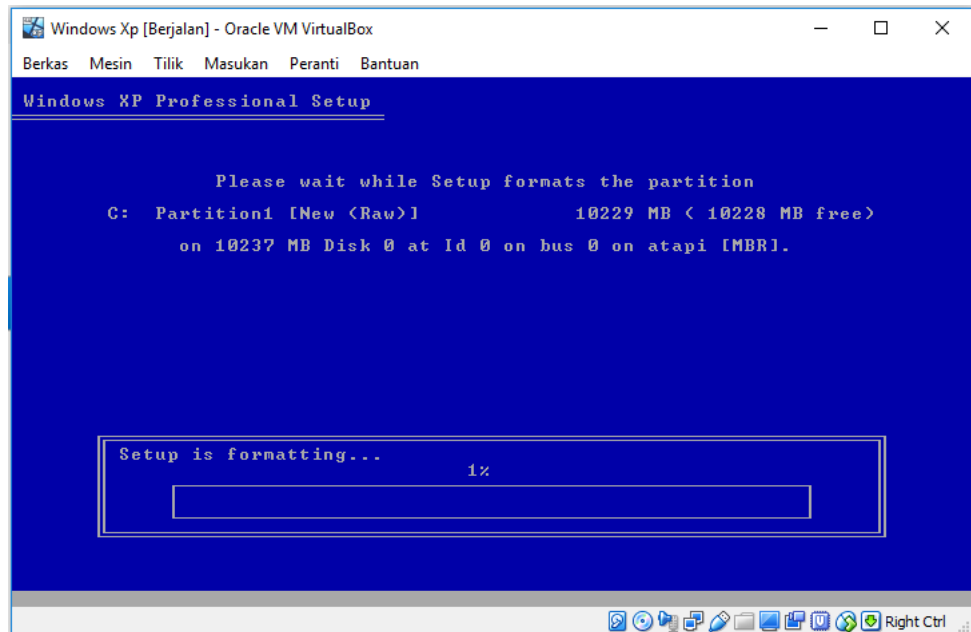 Windows Xp [Berjalan] - Oracle VM VirtualBox
Berkas Mesin Tilik Masukan Peranti Bantuan
Windows XP Professional Setup
Please wait while Setup formats the partition
C: Partition1 [New (Raw)] 10229 MB ( 10228 MB free)
on 10237 MB Disk 0 at Id 0 on bus 0 on atapi [MBR].
Setup is formatting...
1%
Right Ctrl